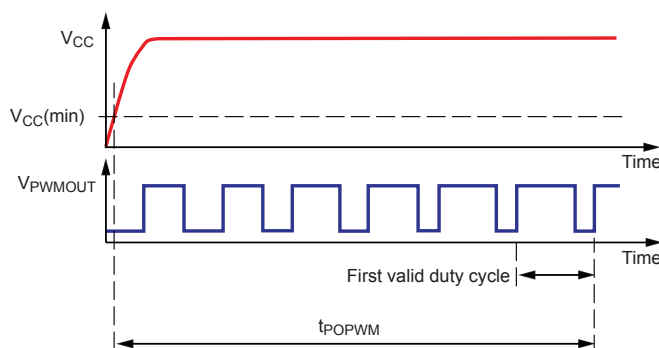 VCC
VCC(min)
Time
VPWMOUT
Time
First valid duty cycle
tPOPWM